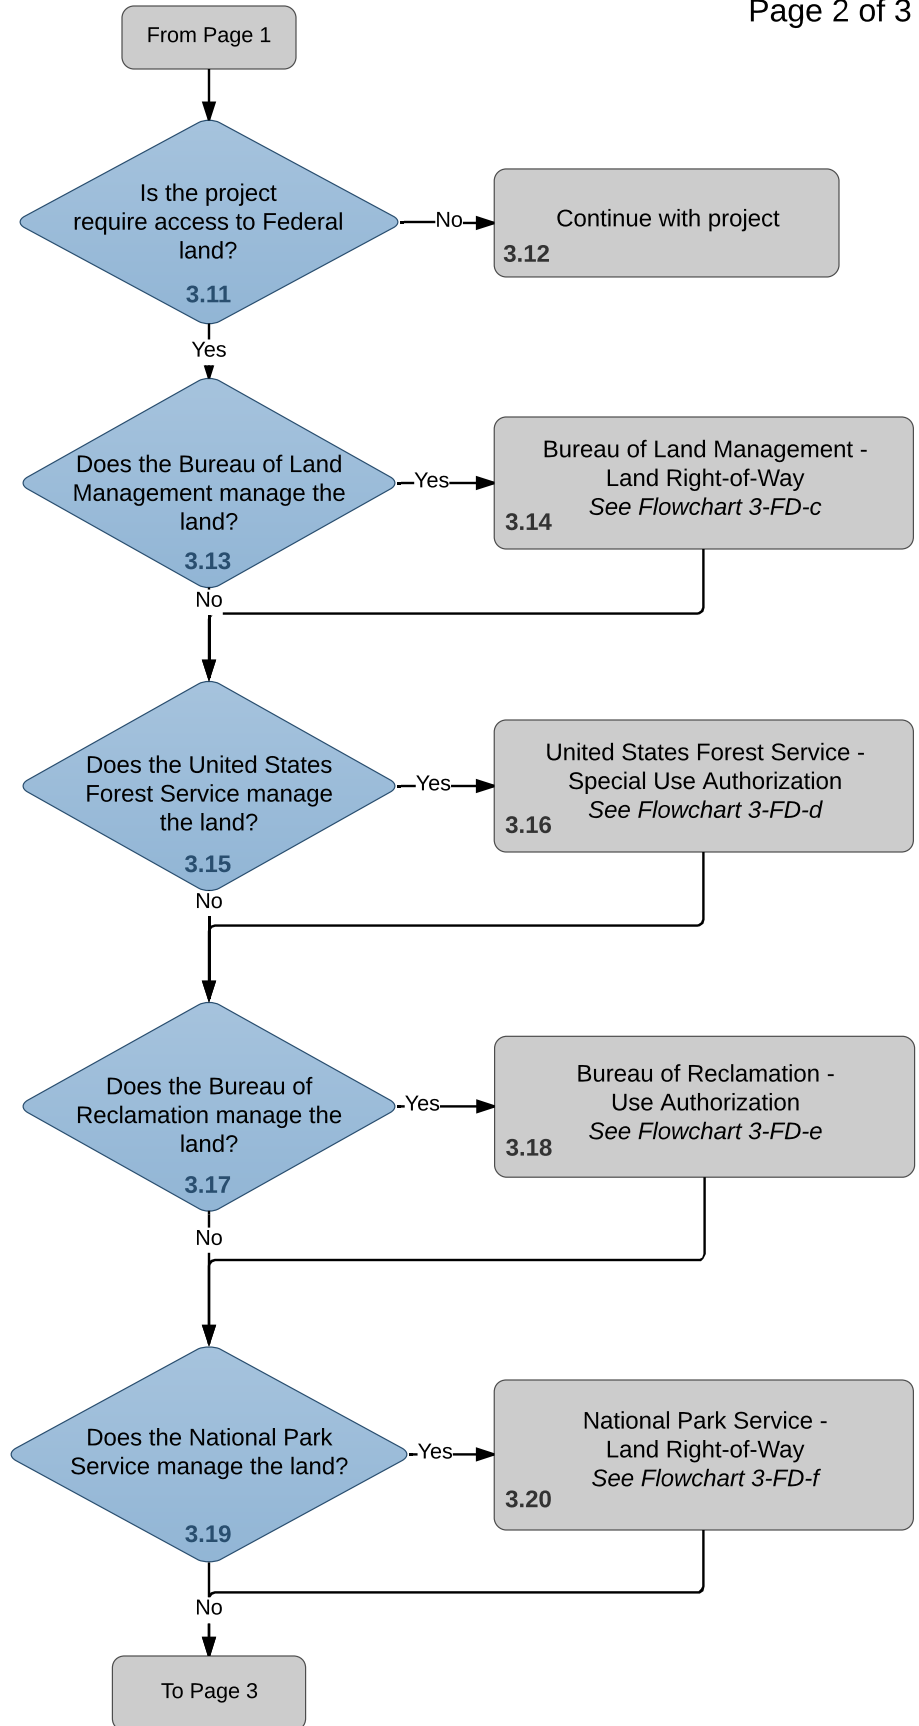 Page 2 of 3
From Page 1
Is the project
require access to Federal
land?
3.11
No
Continue with project
3.12
Yes
Does the Bureau of Land
Management manage the
land?
3.13
Yes
Bureau of Land Management -
Land Right-of-Way
See Flowchart 3-FD-c
3.14
No
Does the United States
Forest Service manage
the land?
3.15
Yes
United States Forest Service -
Special Use Authorization
See Flowchart 3-FD-d
3.16
No
Does the Bureau of
Reclamation manage the
land?
3.17
Yes
Bureau of Reclamation -
Use Authorization
See Flowchart 3-FD-e
3.18
No
Does the National Park
Service manage the land?
3.19
Yes
National Park Service -
Land Right-of-Way
See Flowchart 3-FD-f
3.20
No
To Page 3